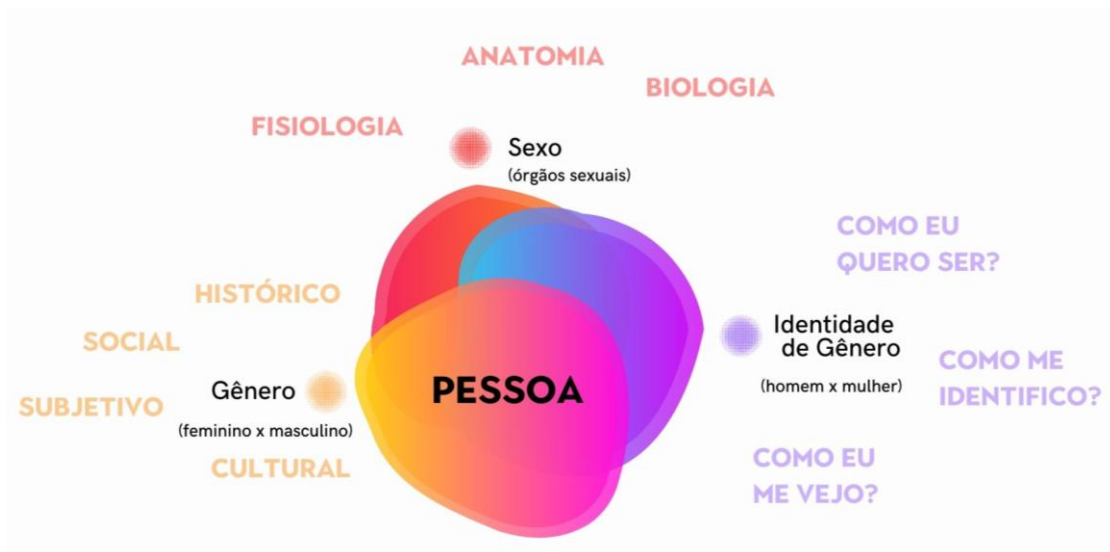 ANATOMIA
BIOLOGIA
FISIOLOGIA
Sexo
(órgãos sexuais)
COMO EU
QUERO SER?
HISTÓRICO
SOCIAL
SUBJETIVO
Gênero
(feminino x masculino)
CULTURAL
PESSOA
Identidade
de Gênero
(homem x mulher)
COMO ME
IDENTIFICO?
COMO EU
ME VEJO?